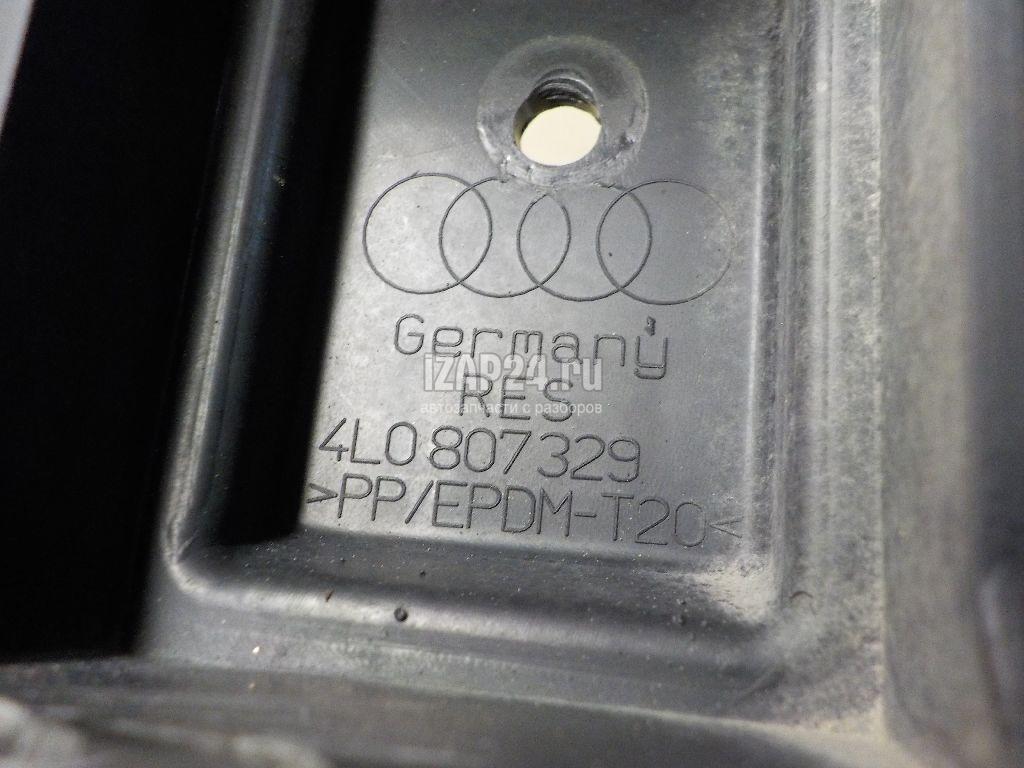 Germany
iZAP24.ru
RES
автозапчасти с разборов
4L0 807 329
>PP/EPDM-T20<